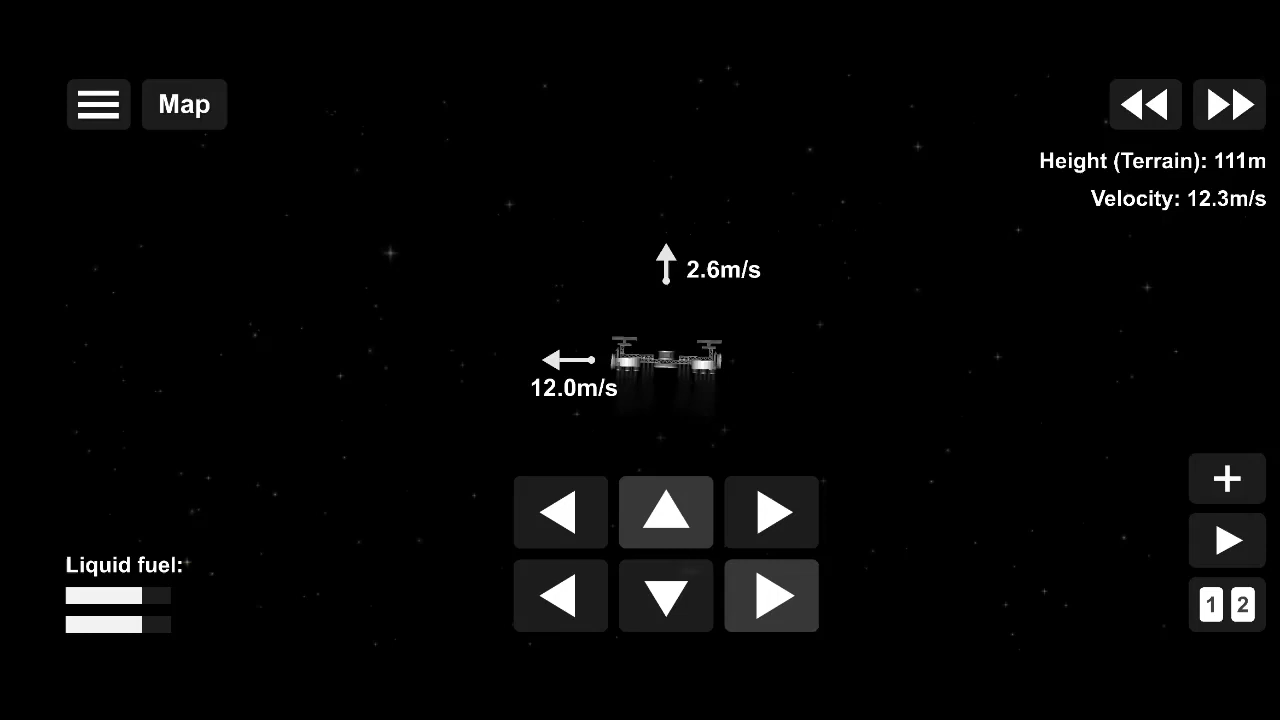 Map
Height (Terrain): 111m
Velocity: 12.3m/s
2.6m/s
12.0m/s
Liquid fuel:
1 2